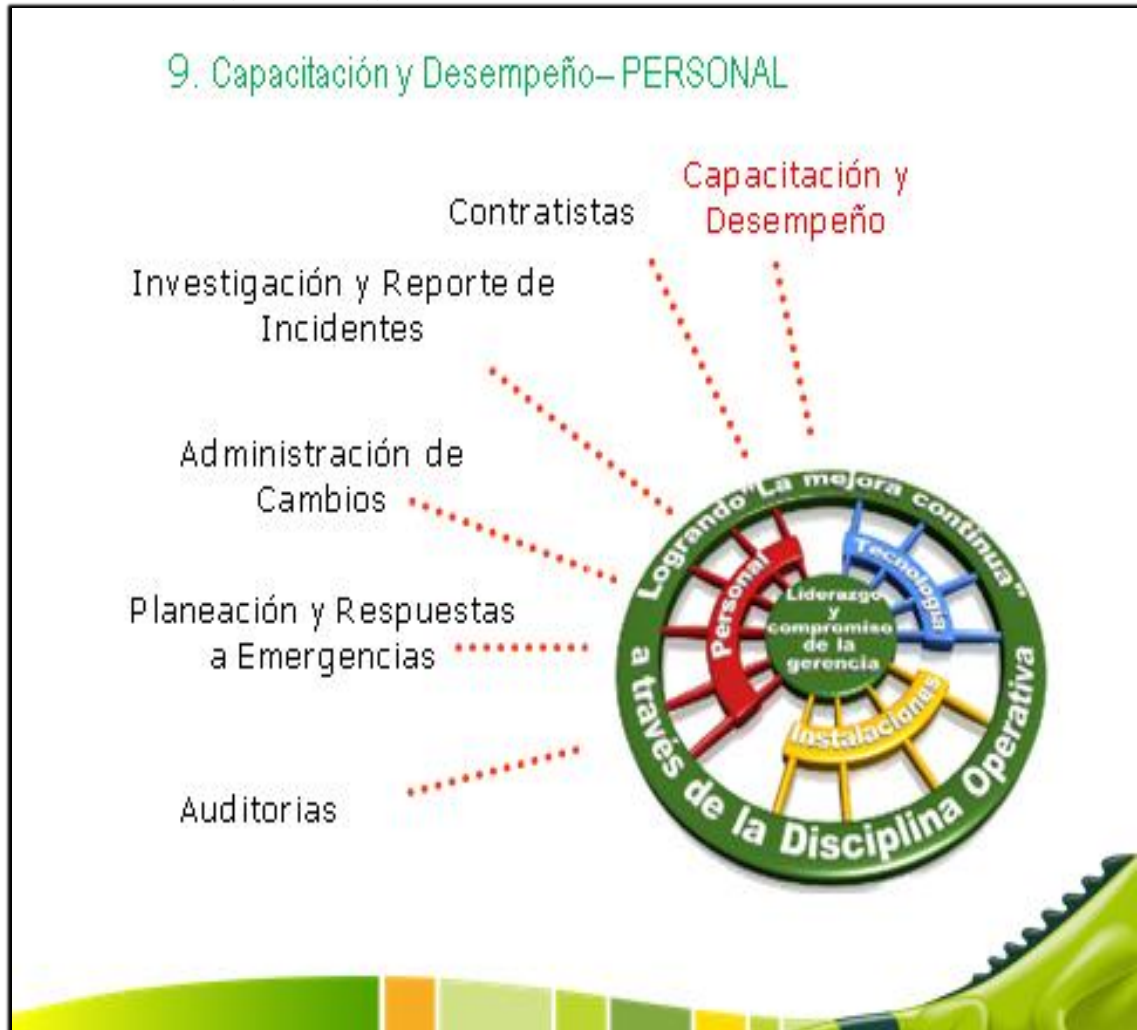 9. Capacitación y Desempeño– PERSONAL
Capacitación y
Desempeño
Contratistas
Investigación y Reporte de
Incidentes
Administración de
Cambios
Planeación y Respuestas
a Emergencias
Auditorias
Logrando "La mejora continua"
a través de la Disciplina Operativa
Personal
Tecnología
Instalaciones
Liderazgo
y
compromiso
de la
gerencia